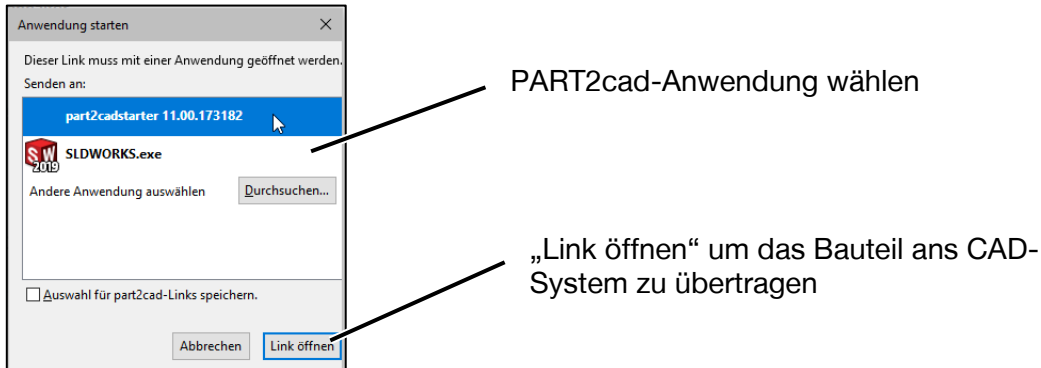 Anwendung starten
Dieser Link muss mit einer Anwendung geöffnet werden.
Senden an:
part2cadstarter 11.00.173182
SW
2019
SLDWORKS.exe
Andere Anwendung auswählen
Durchsuchen...
Auswahl für part2cad-Links speichern.
Abbrechen
Link öffnen
PART2cad-Anwendung wählen
„Link öffnen“ um das Bauteil ans CAD-
System zu übertragen